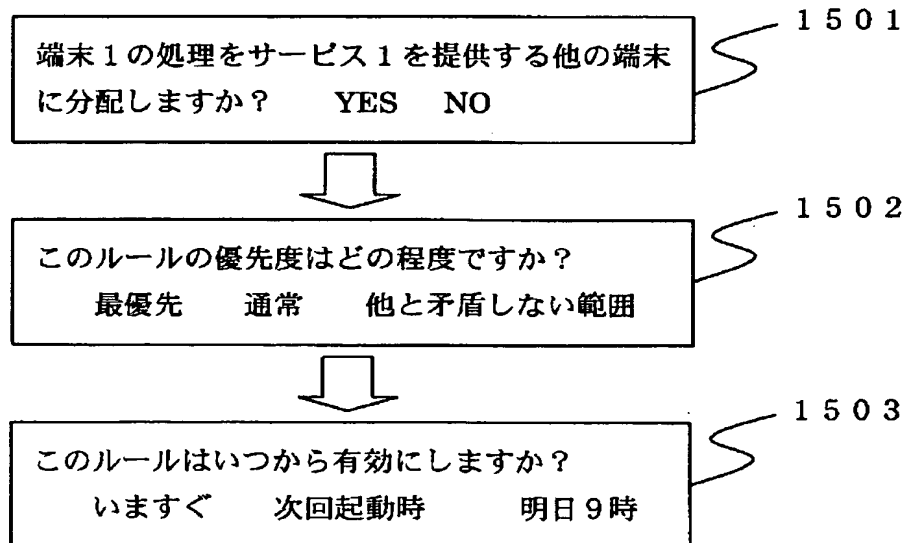 1501
端末1の処理をサービス1を提供する他の端末
に分配しますか? YES NO
1502
このルールの優先度はどの程度ですか?
最優先 通常 他と矛盾しない範囲
1503
このルールはいつから有効にしますか?
いますぐ 次回起動時 明日9時